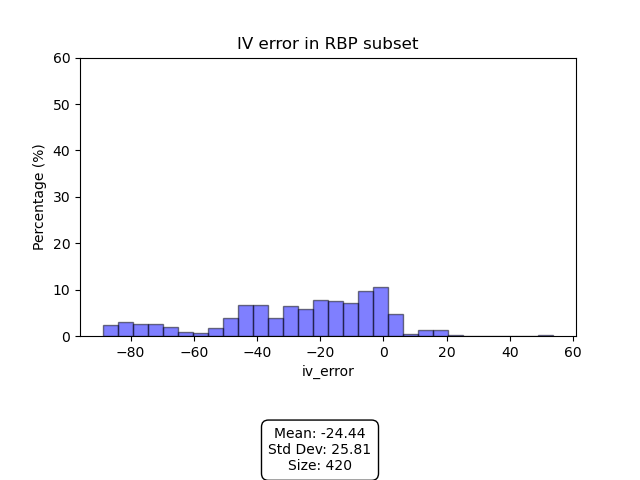 IV error in RBP subset
60
50
40
30
20
10
0
Percentage (%)
−80
−60
−40
−20
0
20
40
60
iv_error
Mean: -24.44
Std Dev: 25.81
Size: 420